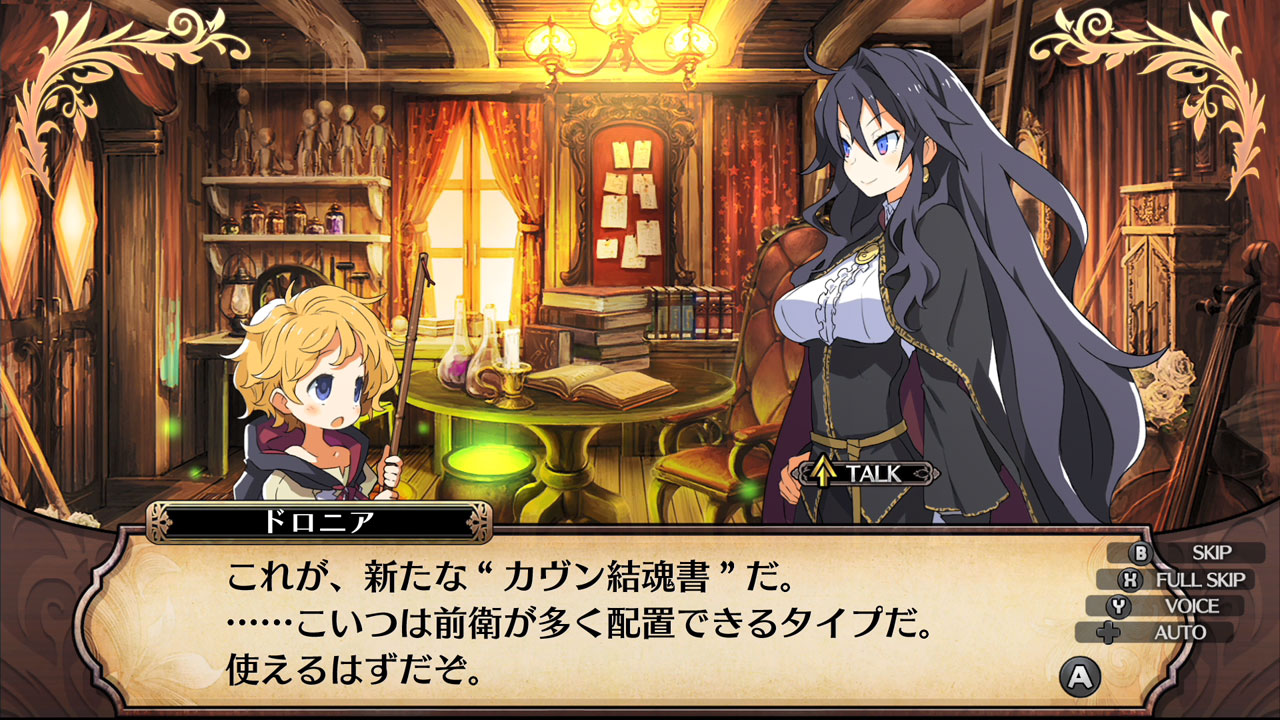 TALK
ドロニア
これが、新たな“カヴン結魂書”だ。
……こいつは前衛が多く配置できるタイプだ。
使えるはずだぞ。
B SKIP
X FULL SKIP
Y VOICE
AUTO
A